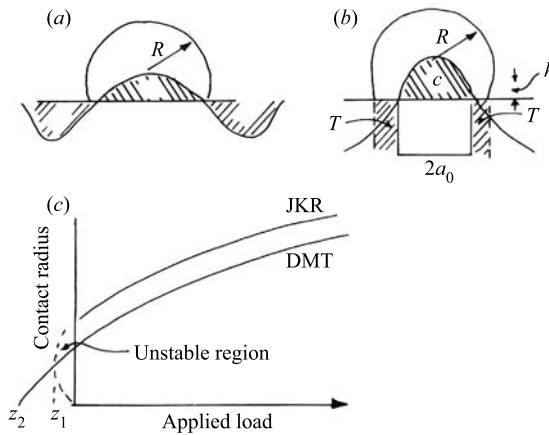 (a)
R
(b)
R
c
h
T
T
2a₀
(c)
JKR
DMT
Contact radius
Unstable region
z₂
z₁
Applied load